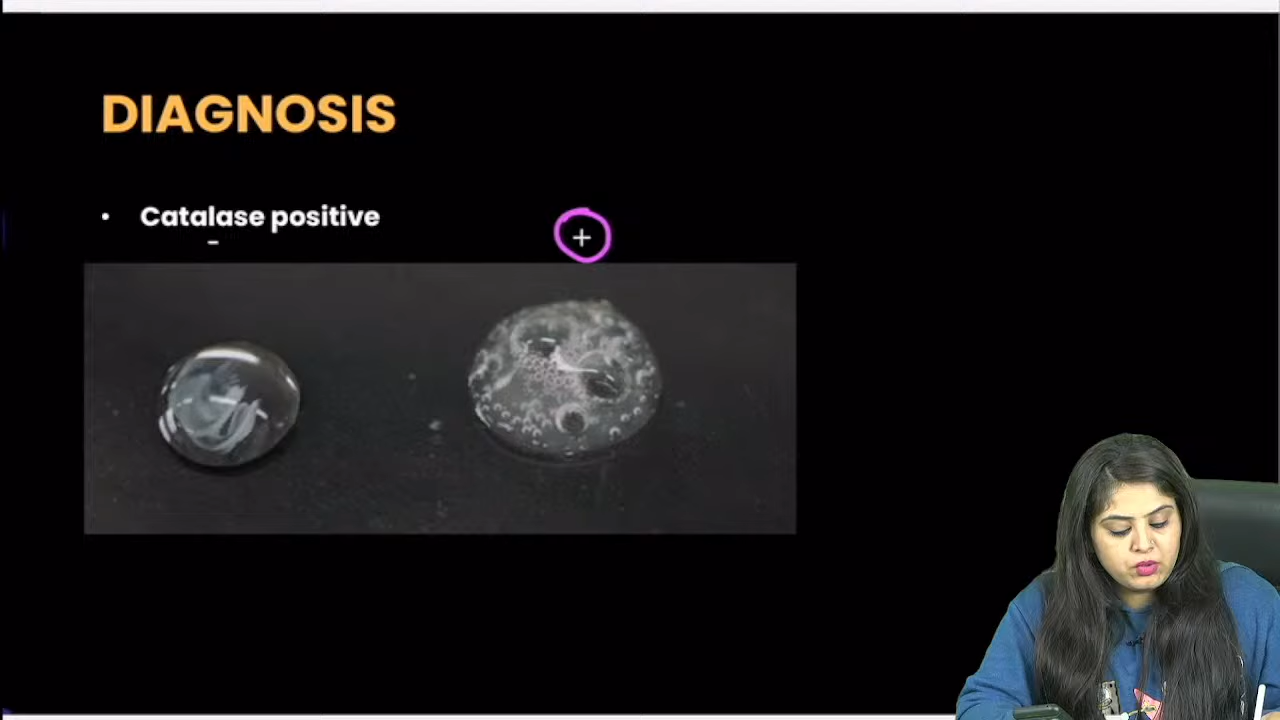 DIAGNOSIS
• Catalase positive
- +